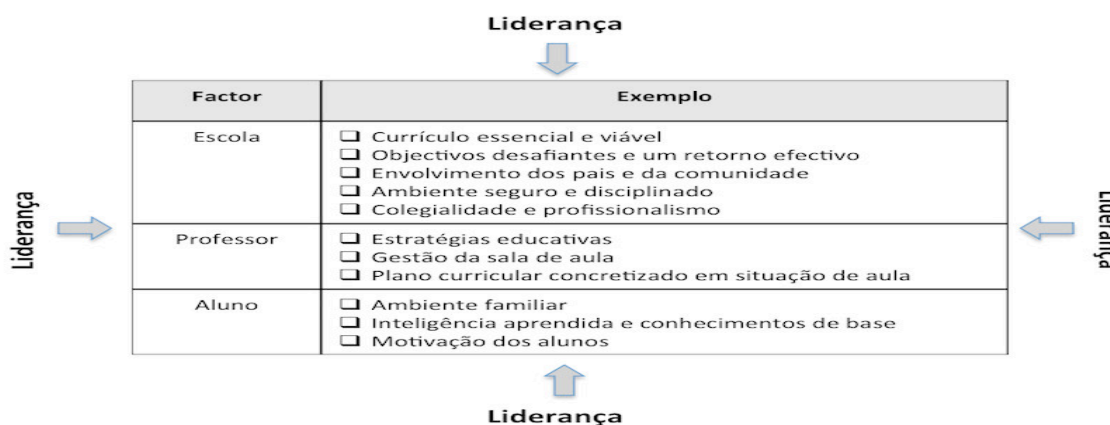 Liderança
Factor Exemplo
Escola ❑ Currículo essencial e viável
❑ Objectivos desafiantes e um retorno efectivo
❑ Envolvimento dos pais e da comunidade
❑ Ambiente seguro e disciplinado
❑ Colegialidade e profissionalismo
Liderança
Liderança
Professor ❑ Estratégias educativas
❑ Gestão da sala de aula
❑ Plano curricular concretizado em situação de aula
Aluno ❑ Ambiente familiar
❑ Inteligência aprendida e conhecimentos de base
❑ Motivação dos alunos
Liderança